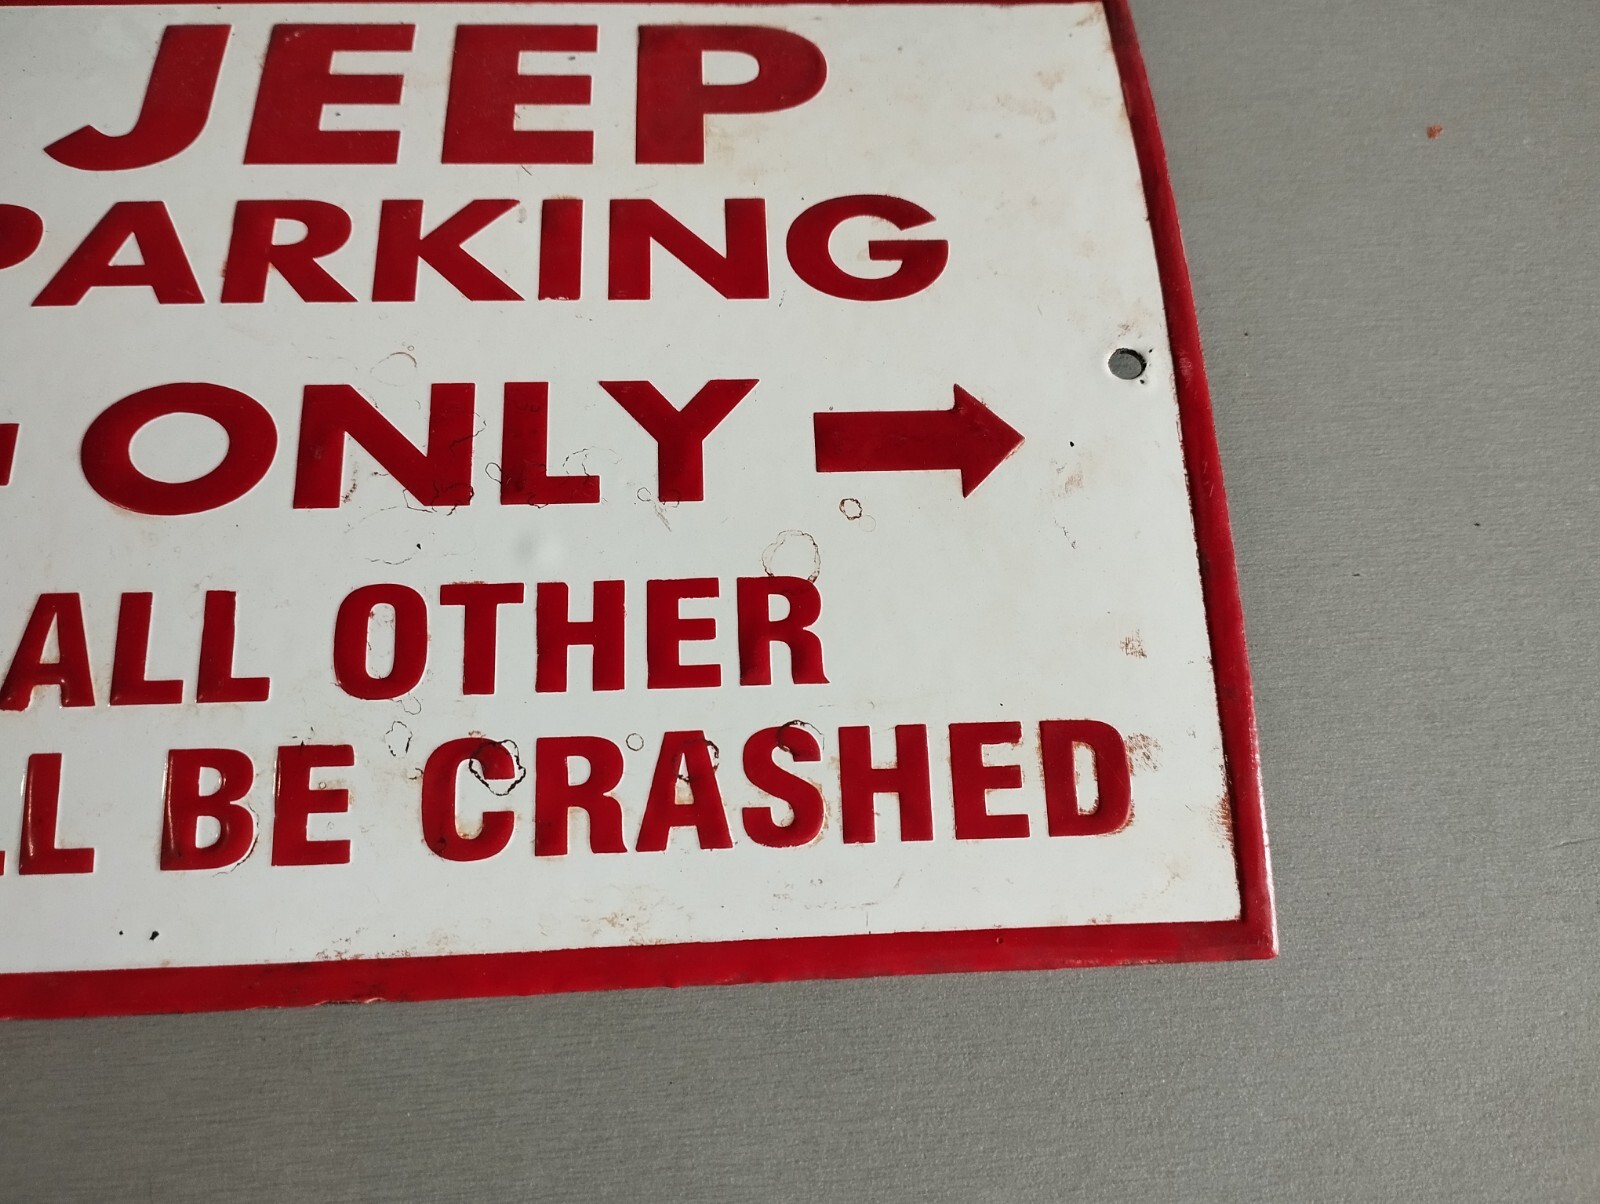 JEEP
PARKING
ONLY
ALL OTHER
BE CRASHED